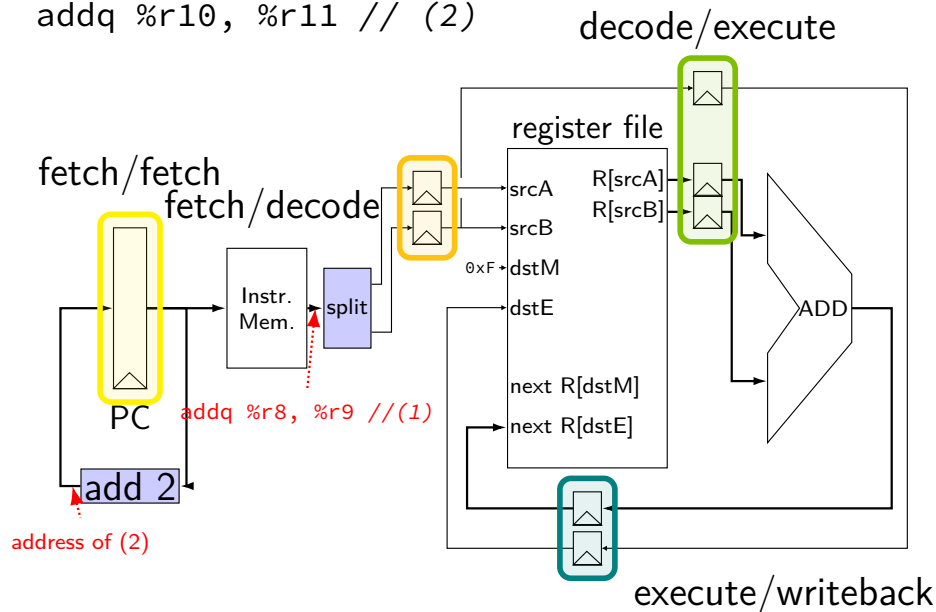 addq %r10, %r11 // (2)
decode/execute
register file
fetch/fetch
fetch/decode
R[srcA]
R[srcB]
srcA
srcB
0xF
dstM
dstE
Instr.
Mem.
split
ADD
addq %r8, %r9 //(1)
PC
next R[dstM]
next R[dstE]
add 2
address of (2)
execute/writeback